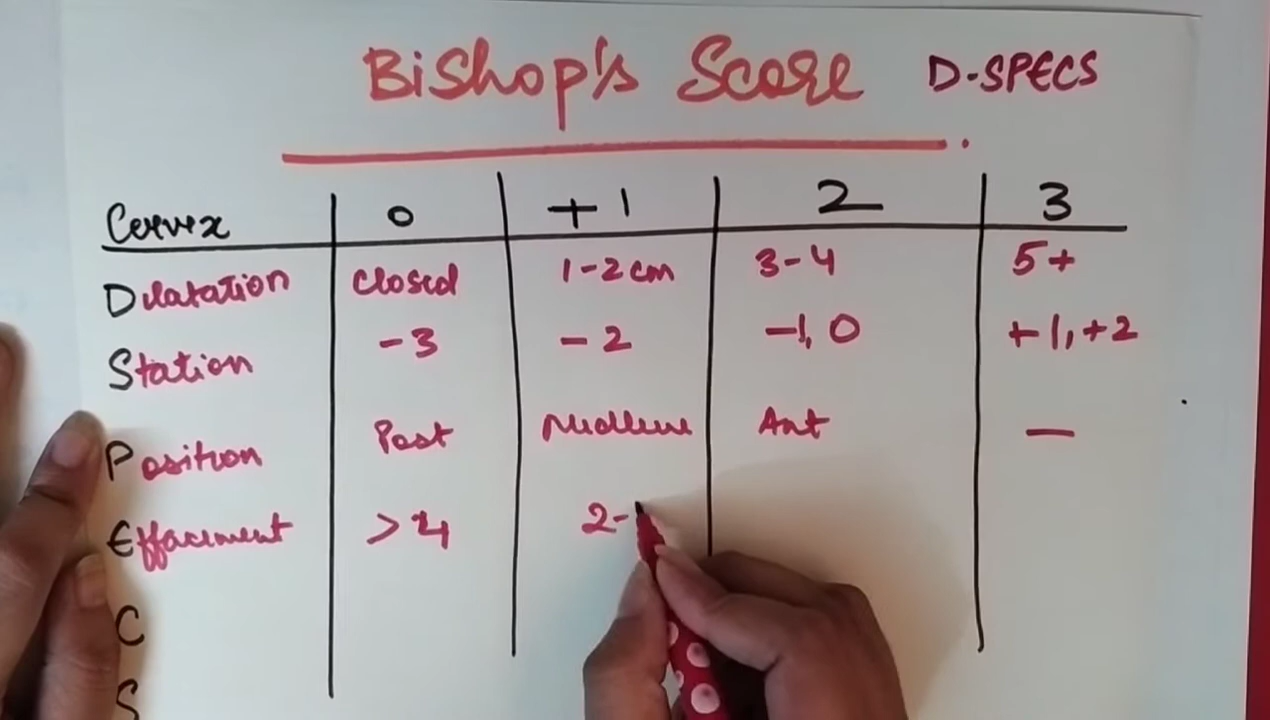 Bishop's Score D-SPECS
Cervix 0 +1 2 3
Dilatation Closed 1-2cm 3-4 5+
Station -3 -2 -1, 0 +1, +2
Position Post Midline Ant —
Effacement >4 2-
C
S